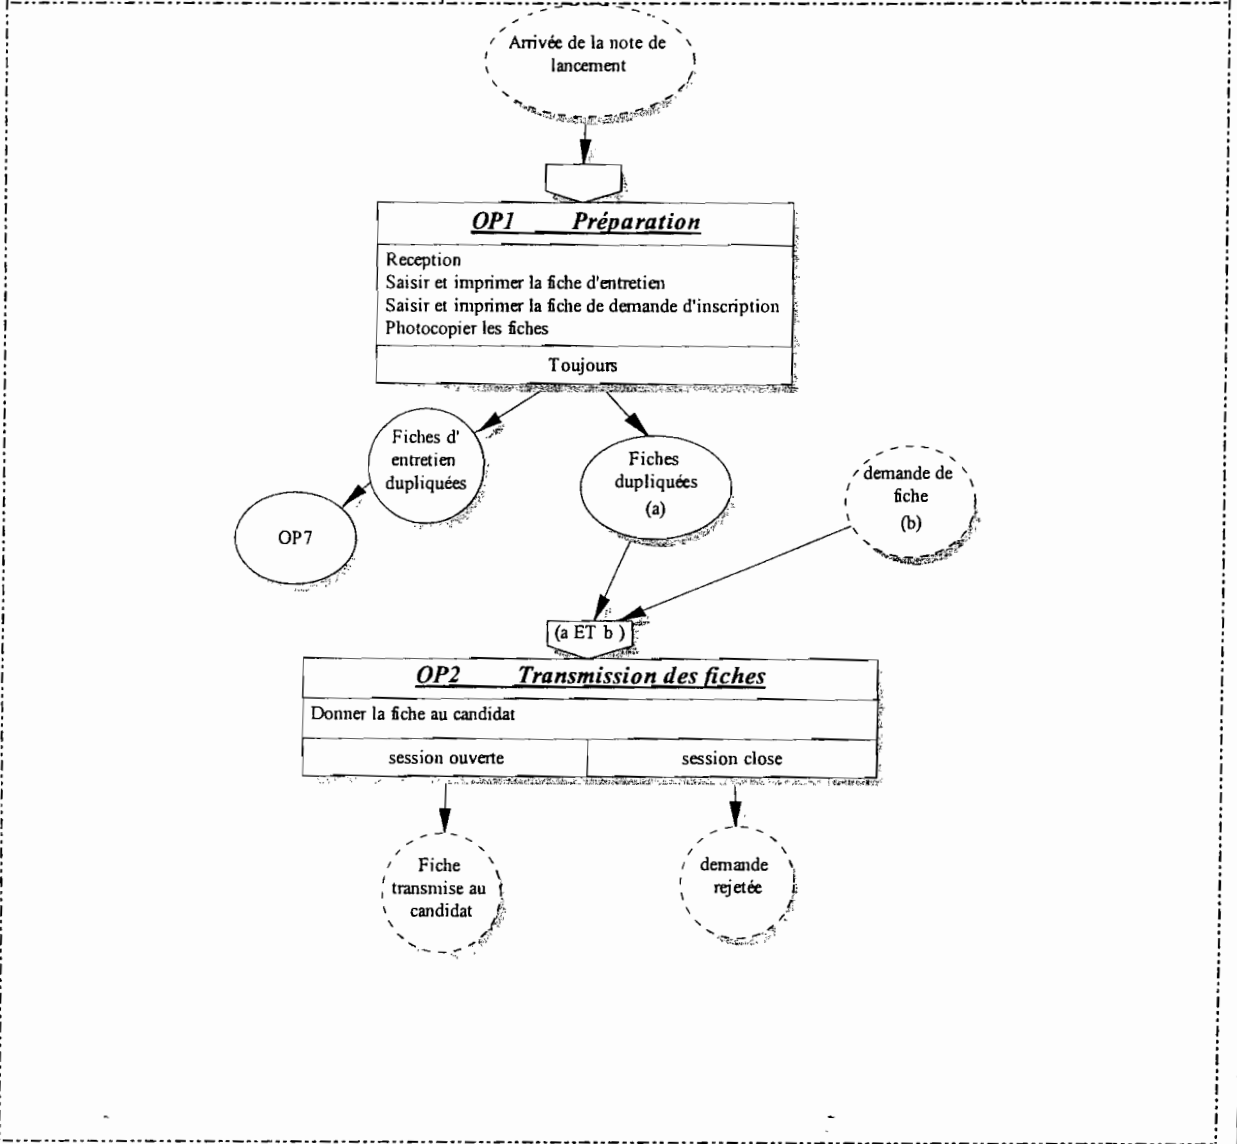 Arrivée de la note de
lancement
OP1 Préparation
Reception
Saisir et imprimer la fiche d'entretien
Saisir et imprimer la fiche de demande d'inscription
Photocopier les fiches
Toujours
Fiches d'
entretien
dupliquées
OP7
Fiches
dupliquées
(a)
demande de
fiche
(b)
(a ET b )
OP2 Transmission des fiches
Donner la fiche au candidat
session ouverte
session close
Fiche
transmise au
candidat
demande
rejetée